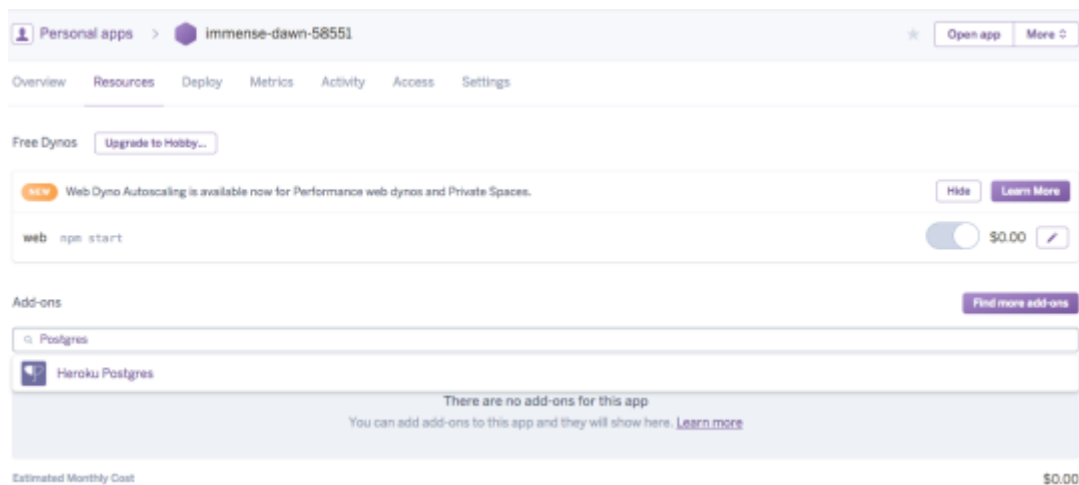 Personal apps > immense-dawn-58551 Open app More
Overview Resources Deploy Metrics Activity Access Settings
Free Dynos Upgrade to Hobby...
NEW Web Dyno Autoscaling is available now for Performance web dynos and Private Spaces. Hide Learn More
web npm start $0.00
Add-ons Find more add-ons
Postgres
Heroku Postgres
There are no add-ons for this app
You can add add-ons to this app and they will show here. Learn more
Estimated Monthly Cost $0.00